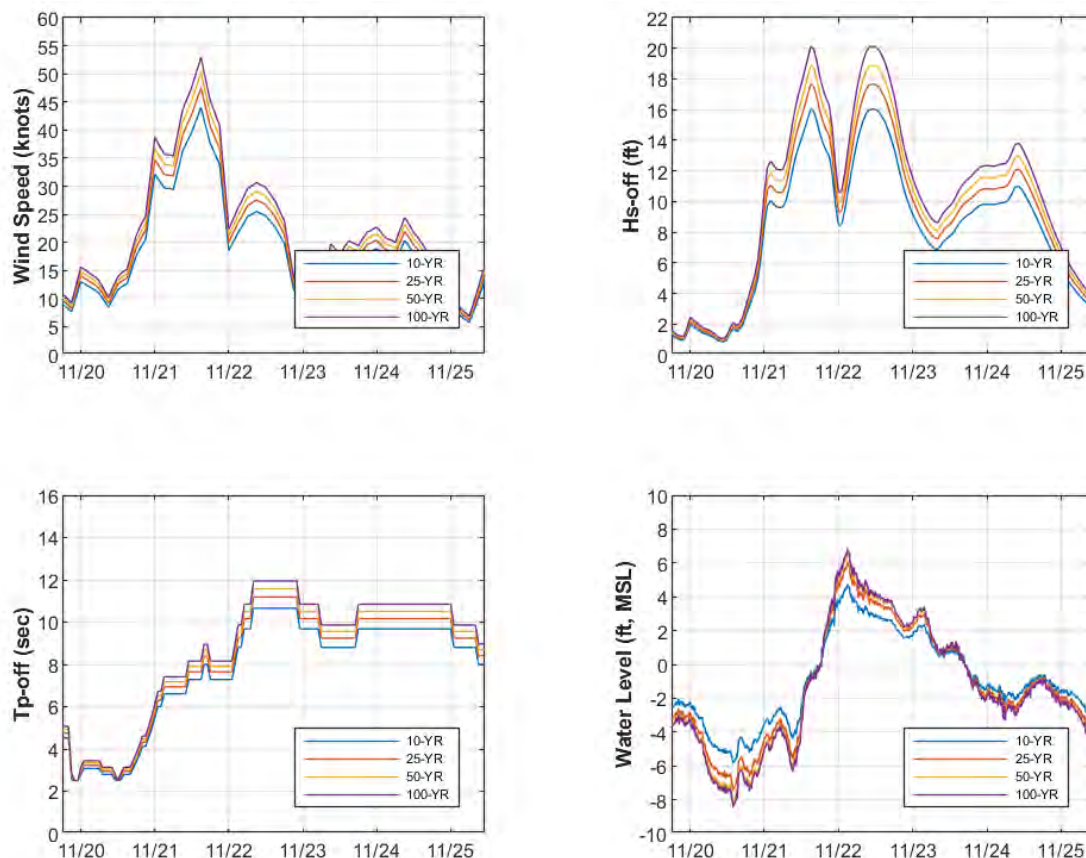 Wind Speed (knots)
60
55
50
45
40
35
30
25
20
15
10
5
0
10-YR
25-YR
50-YR
100-YR
11/20 11/21 11/22 11/23 11/24 11/25
Hs-off (ft)
22
20
18
16
14
12
10
8
6
4
2
0
10-YR
25-YR
50-YR
100-YR
11/20 11/21 11/22 11/23 11/24 11/25
Tp-off (sec)
16
14
12
10
8
6
4
2
0
10-YR
25-YR
50-YR
100-YR
11/20 11/21 11/22 11/23 11/24 11/25
Water Level (ft, MSL)
10
8
6
4
2
0
-2
-4
-6
-8
-10
10-YR
25-YR
50-YR
100-YR
11/20 11/21 11/22 11/23 11/24 11/25